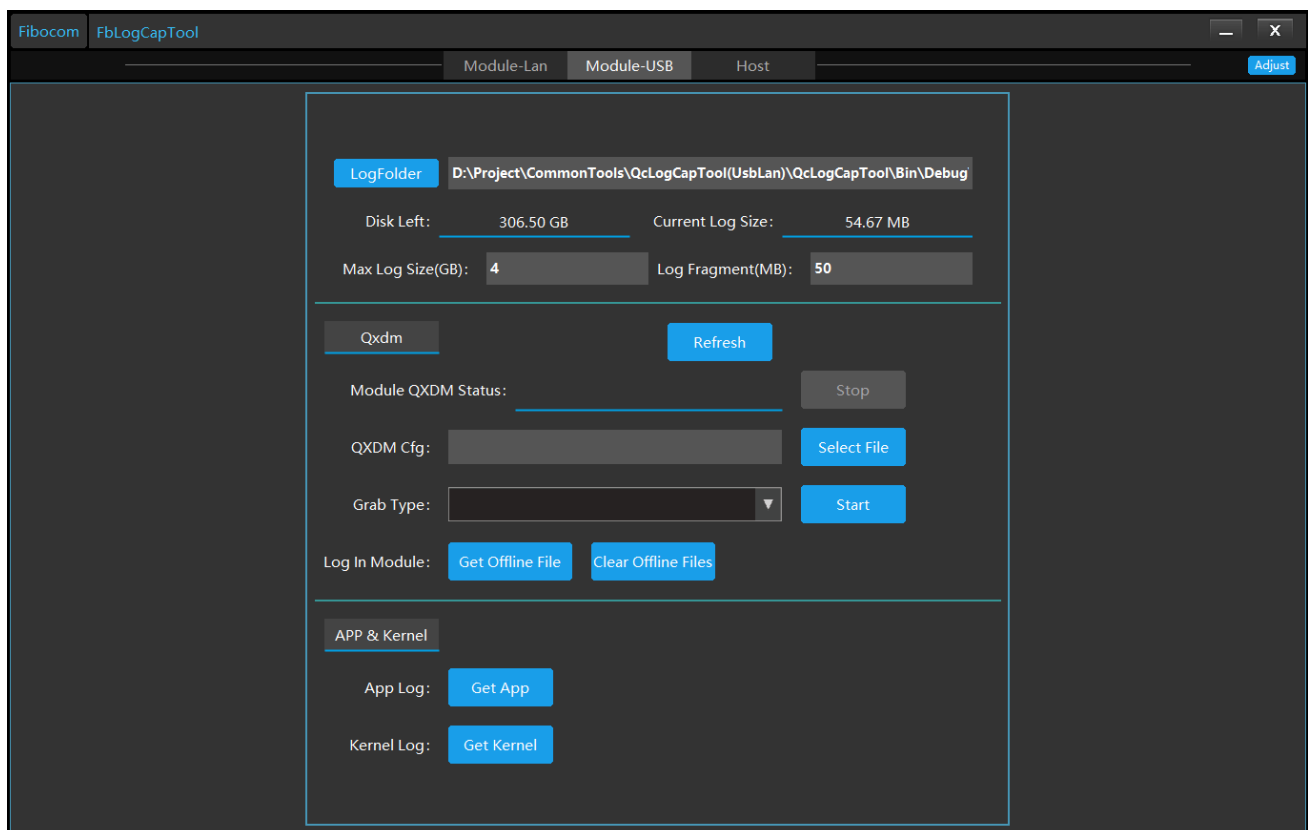 Fibocom FbLogCapTool
X
Module-Lan Module-USB Host Adjust
LogFolder D:\Project\CommonTools\QcLogCapTool(UsbLan)\QcLogCapTool\Bin\Debug
Disk Left: 306.50 GB Current Log Size: 54.67 MB
Max Log Size(GB): 4 Log Fragment(MB): 50
Qxdm Refresh
Module QXDM Status: Stop
QXDM Cfg: Select File
Grab Type: Start
Log In Module: Get Offline File Clear Offline Files
APP & Kernel
App Log: Get App
Kernel Log: Get Kernel